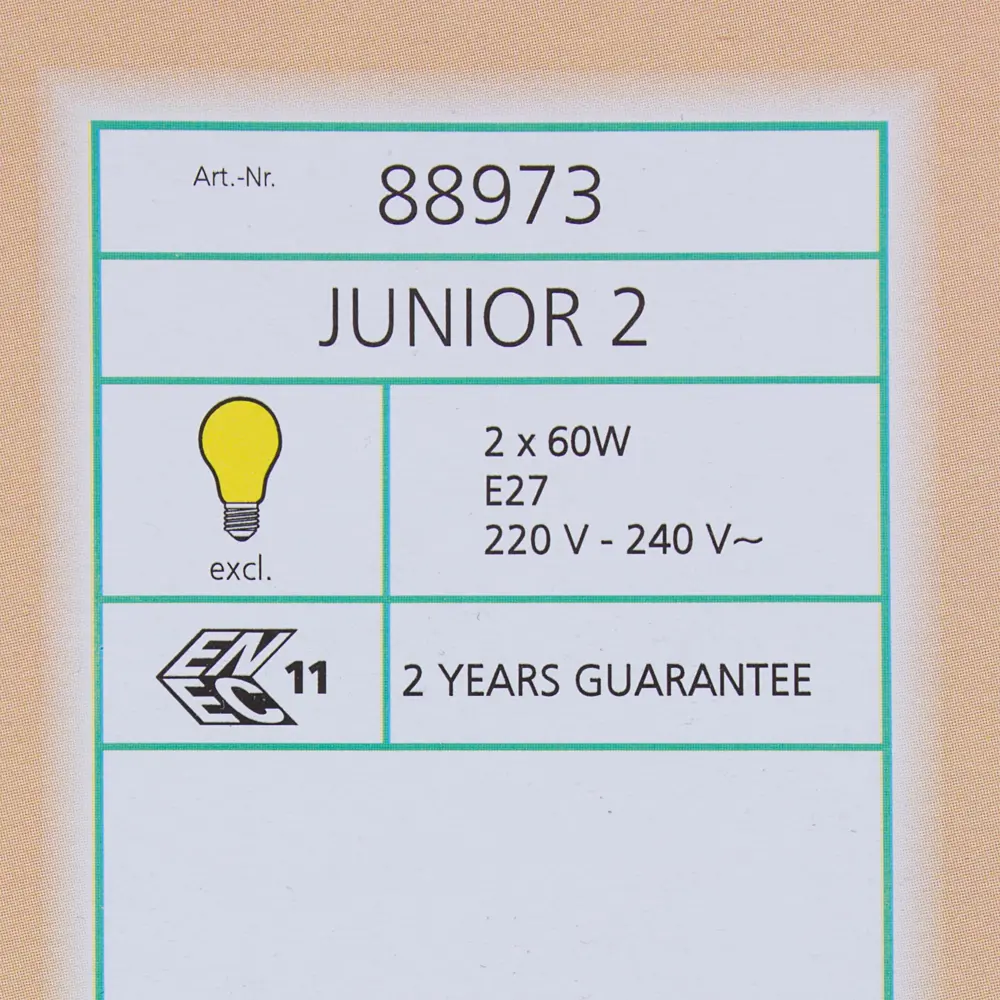 Art.-Nr. 88973
JUNIOR 2
2 x 60W
E27
220 V - 240 V~
excl.
ENEC 11
2 YEARS GUARANTEE